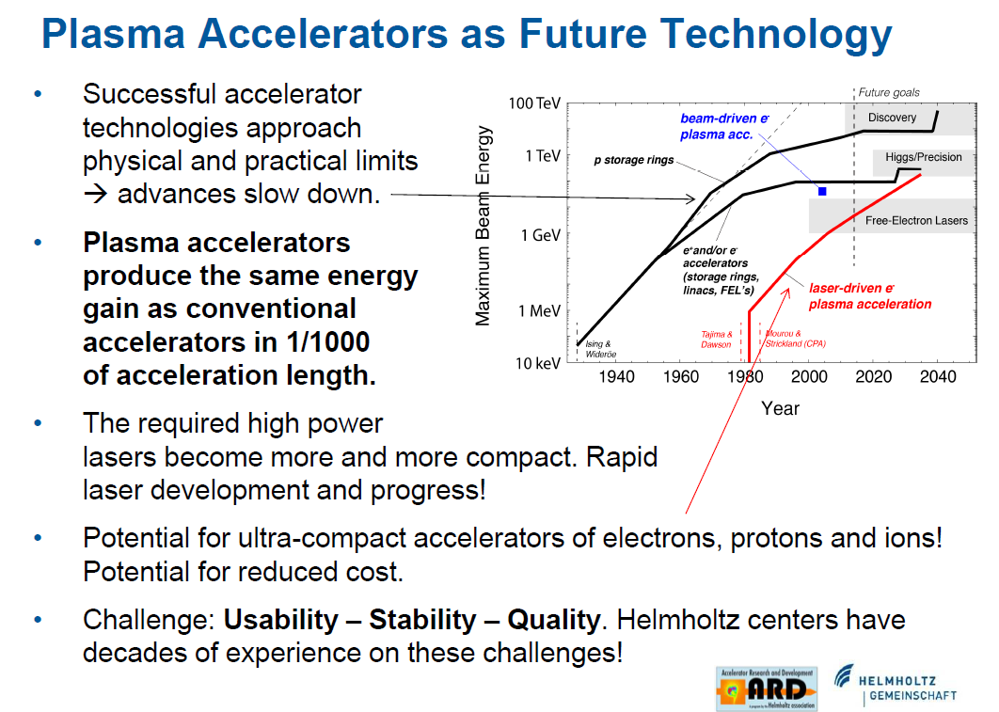 Plasma Accelerators as Future Technology
• Successful accelerator
technologies approach
physical and practical limits
→ advances slow down.
• Plasma accelerators
produce the same energy
gain as conventional
accelerators in 1/1000
of acceleration length.
• The required high power
lasers become more and more compact. Rapid
laser development and progress!
• Potential for ultra-compact accelerators of electrons, protons and ions!
Potential for reduced cost.
• Challenge: Usability – Stability – Quality. Helmholtz centers have
decades of experience on these challenges!
Maximum Beam Energy
100 TeV
1 TeV
1 GeV
1 MeV
10 keV
Future goals
Discovery
Higgs/Precision
Free-Electron Lasers
beam-driven e-
plasma acc.
p storage rings
e+and/or e-
accelerators
(storage rings,
linacs, FEL's)
laser-driven e-
plasma acceleration
Ising &
Wideröe
Tajima &
Dawson
Mourou &
Strickland (CPA)
1940 1960 1980 2000 2020 2040
Year
Accelerator Research and Development
ARD
A program by the Helmholtz association
HELMHOLTZ
GEMEINSCHAFT